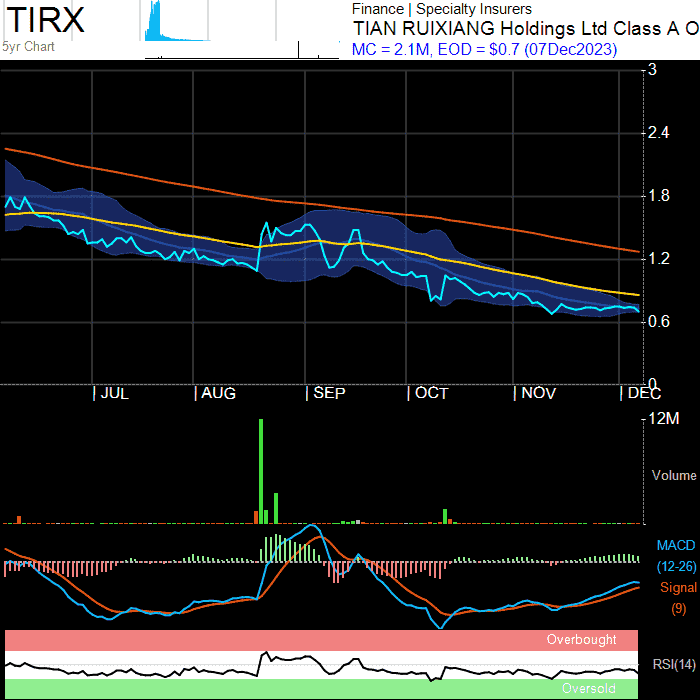 TIRX
5yr Chart
Finance | Specialty Insurers
TIAN RUIXIANG Holdings Ltd Class A O
MC = 2.1M, EOD = $0.7 (07Dec2023)
3
2.4
1.8
1.2
0.6
0
JUL
AUG
SEP
OCT
NOV
DEC
12M
Volume
MACD
(12-26)
Signal
(9)
Overbought
RSI(14)
Oversold